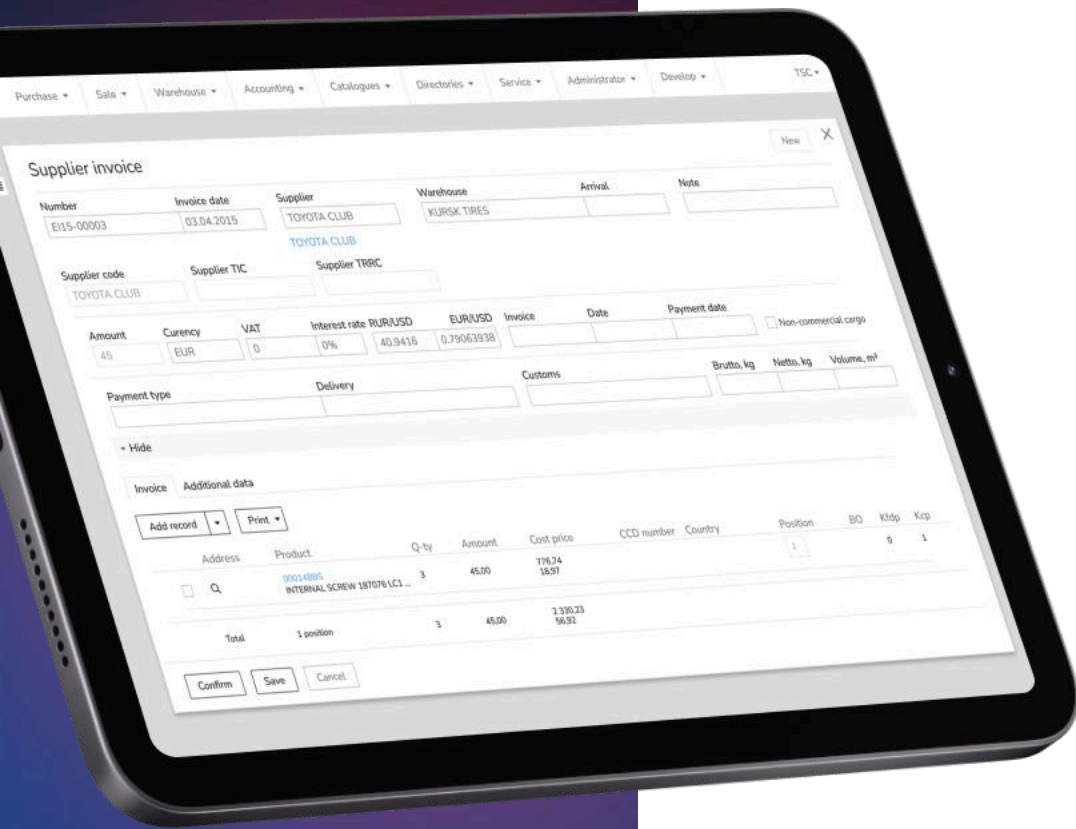 Purchase Sale Warehouse Accounting Catalogues Directories Service Administrator Develop TSC
Supplier invoice New X
Number Invoice date Supplier Warehouse Arrival Note
EI15-00003 03.04.2015 TOYOTA CLUB KURSK TIRES
TOYOTA CLUB
Supplier code Supplier TIC Supplier TRRC
TOYOTA CLUB
Amount Curency VAT Interest rate RUR/USD EUR/USD Invoice Date Payment date
45 EUR 0 0% 40.9416 0.79063938 Non-commercial cargo
Payment type Delivery Customs Brutto, kg Netto, kg Volume, m³
Hide
Invoice Additional data
Add record Print
Address Product Q-ty Amount Cost price CCD number Country Position BO Kfdp Kcp
00014BBS 3 45,00 776,74 1 0 1
INTERNAL SCREW 187076 LC1 ... 18,97
Total 1 position 3 45,00 2 330,23
56,92
Confirm Save Cancel